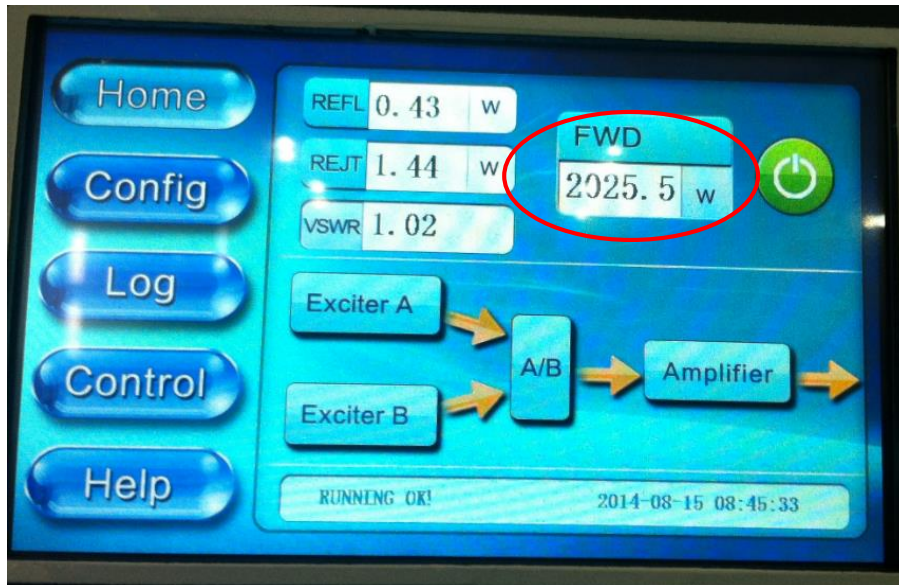 Home
Config
Log
Control
Help
REFL 0.43 W
REJT 1.44 W
VSWR 1.02
FWD
2025.5 W
Exciter A
Exciter B
A/B
Amplifier
RUNNING OK!
2014-08-15 08:45:33